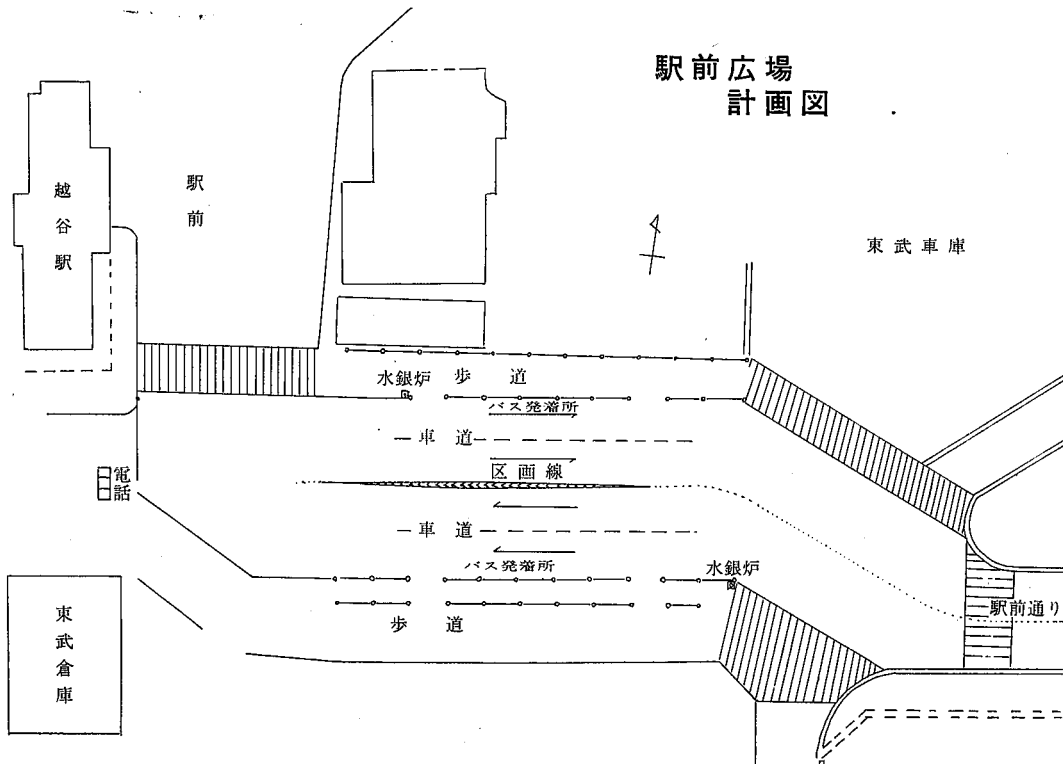 駅前広場
計画図
越谷駅
駅前
東武車庫
水銀炉
歩道
バス発着所
車道
区画線
電話
車道
バス発着所
水銀炉
歩道
駅前通り
東武倉庫